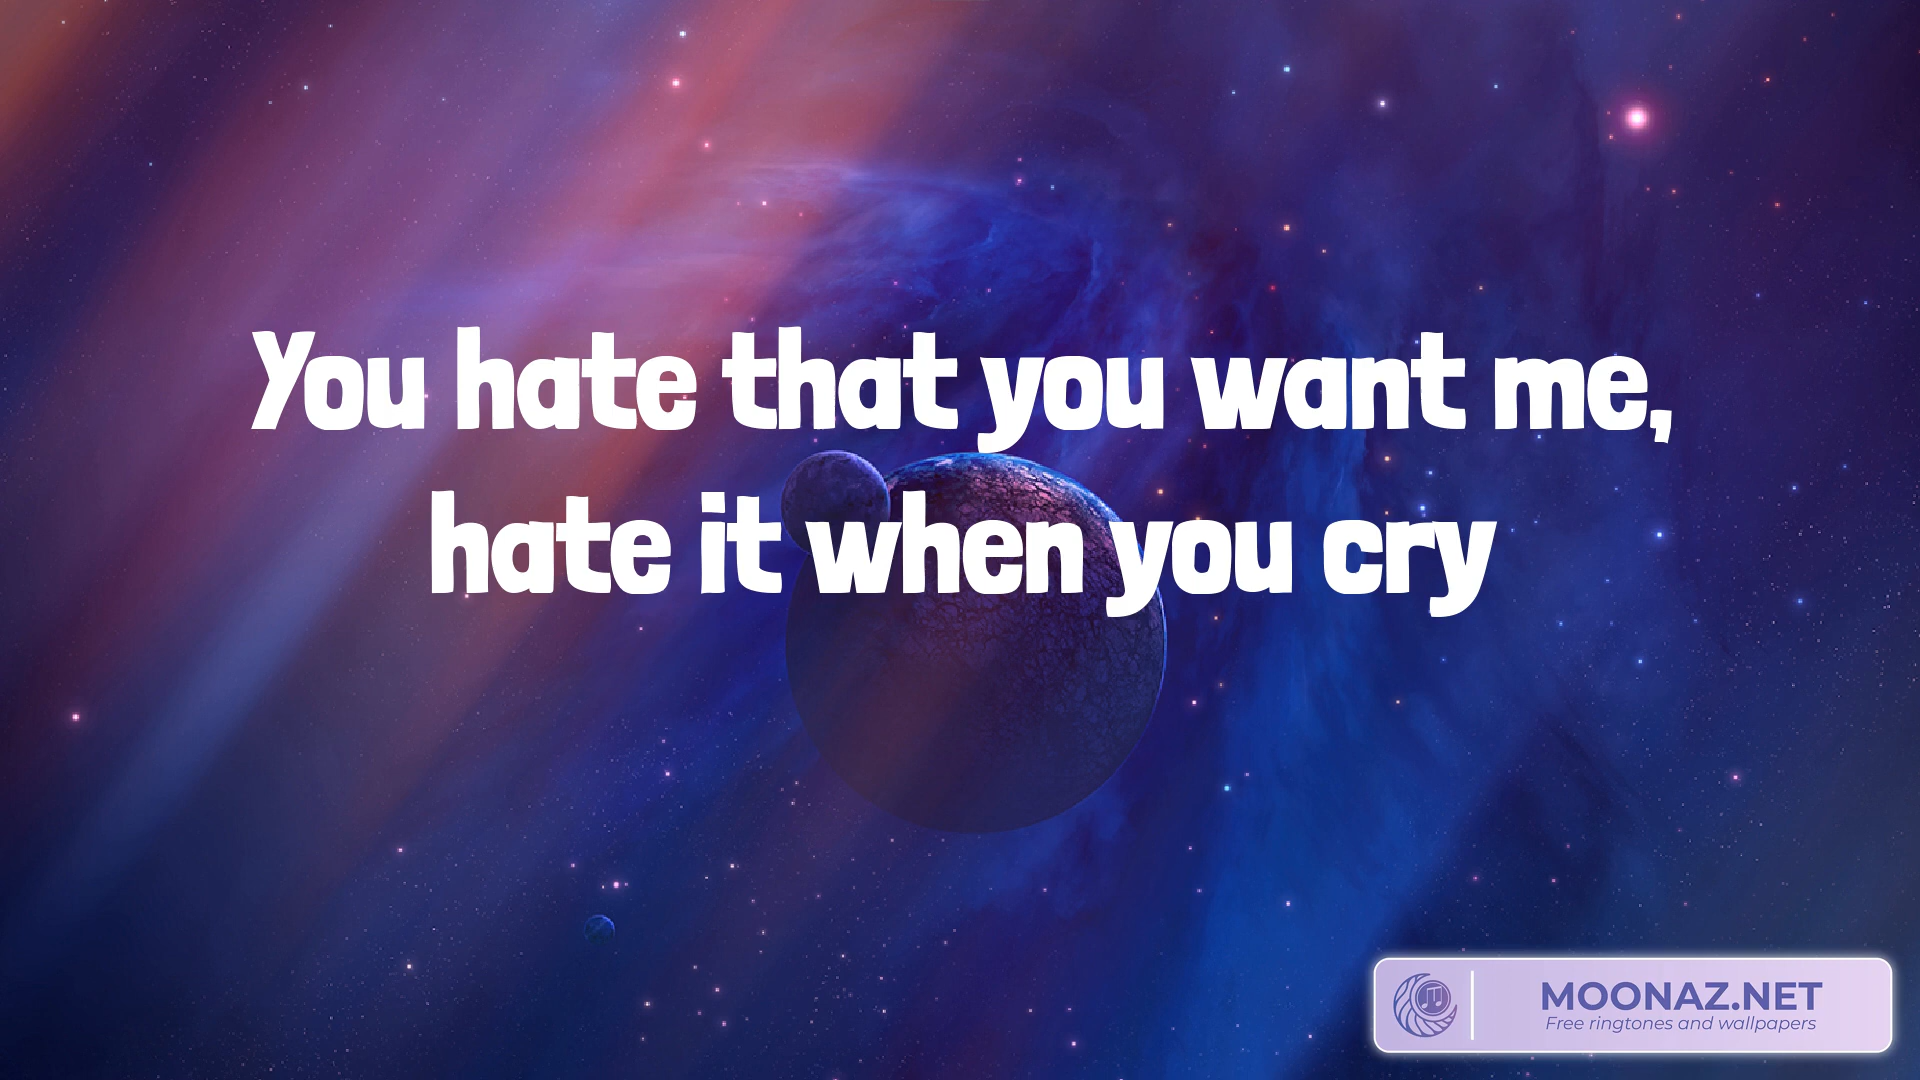 You hate that you want me,
hate it when you cry
MOONAZ.NET
Free ringtones and wallpapers